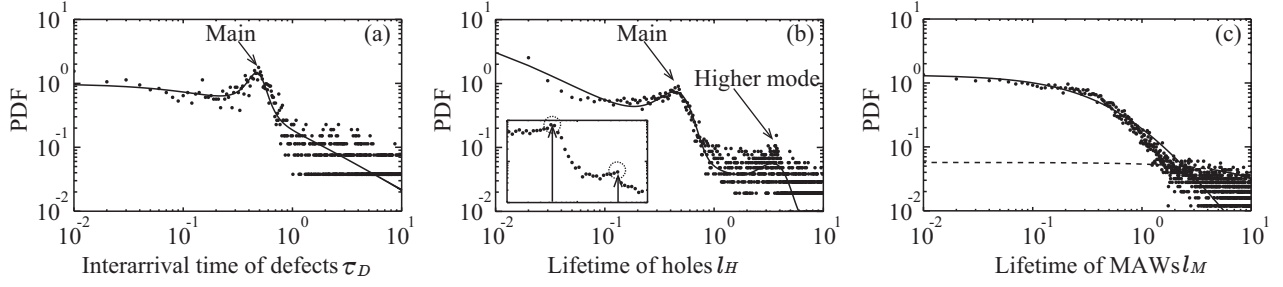 (a)
Main
PDF
10^1
10^0
10^-1
10^-2
10^-2 10^-1 10^0 10^1
Interarrival time of defects τ_D
(b)
Main
Higher mode
PDF
10^1
10^0
10^-1
10^-2
10^-2 10^-1 10^0 10^1
Lifetime of holes l_H
(c)
PDF
10^1
10^0
10^-1
10^-2
10^-2 10^-1 10^0 10^1
Lifetime of MAWs l_M